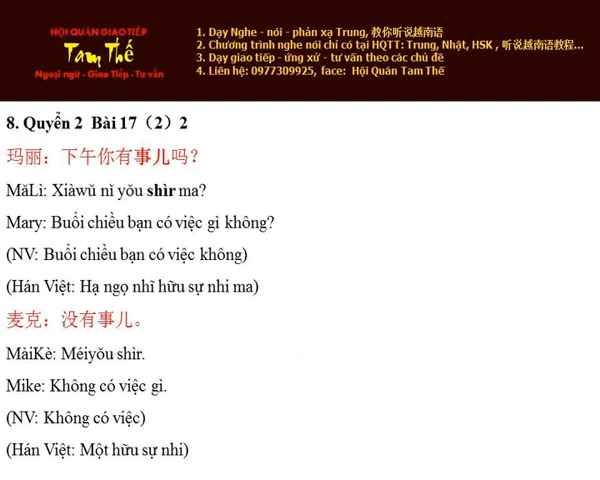 HỘI QUÁN GIAO TIẾP
Tam Thế
Ngoại ngữ - Giao Tiếp - Tư vấn
1. Dạy Nghe - nói - phản xạ Trung, 教你听说越南语
2. Chương trình nghe nói chỉ có tại HQTT: Trung, Nhật, HSK , 听说越南语教程...
3. Dạy giao tiếp - ứng xử - tư vấn theo các chủ đề
4. Liên hệ: 0977309925, face: Hội Quán Tam Thế
8. Quyển 2 Bài 17（2）2
玛丽：下午你有事儿吗？
MǎLì: Xiàwǔ nǐ yǒu shìr ma?
Mary: Buổi chiều bạn có việc gì không?
(NV: Buổi chiều bạn có việc không)
(Hán Việt: Hạ ngọ nhĩ hữu sự nhi ma)
麦克：没有事儿。
MàiKè: Méiyǒu shìr.
Mike: Không có việc gì.
(NV: Không có việc)
(Hán Việt: Một hữu sự nhi)